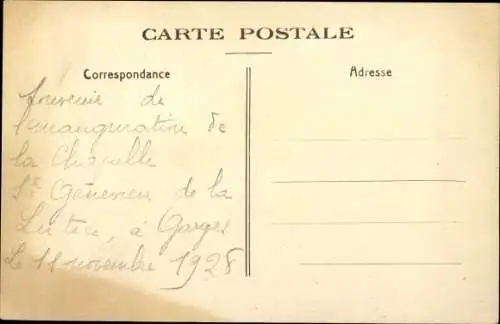 CARTE POSTALE
Correspondance
Adresse
Souvenir de
l'inauguration de
la Chapelle
Ste Geneviev de la
Lutèce, à Garges
Le 11 novembre 1928